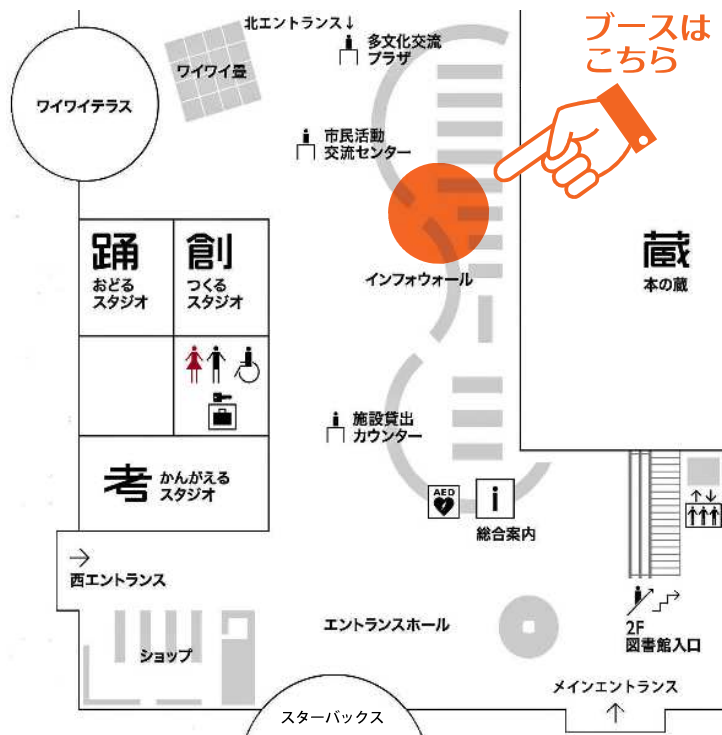 北エントランス↓
ブースは
こちら
多文化交流
プラザ
ワイワイ畳
ワイワイテラス
市民活動
交流センター
踊
おどる
スタジオ
創
つくる
スタジオ
インフォウォール
蔵
本の蔵
施設貸出
カウンター
考
かんがえる
スタジオ
AED
i
総合案内
西エントランス
エントランスホール
2F
図書館入口
ショップ
メインエントランス
スターバックス